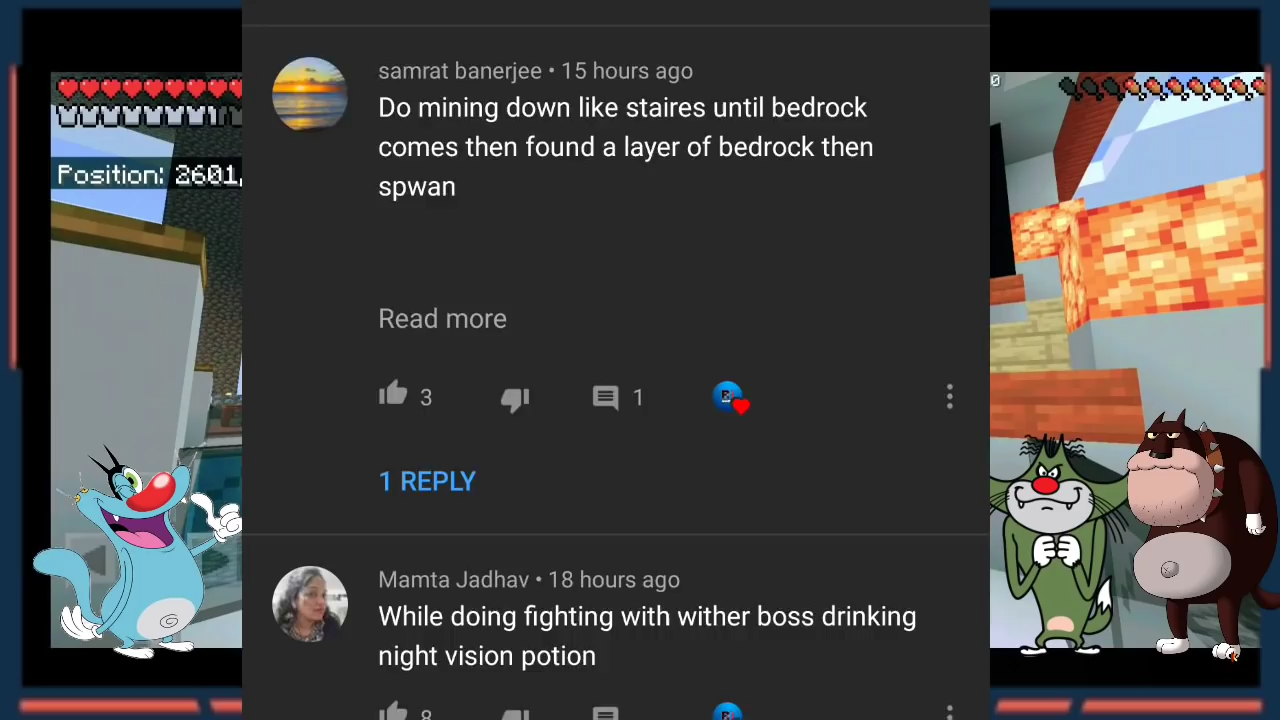 samrat banerjee • 15 hours ago
Do mining down like staires until bedrock
comes then found a layer of bedrock then
spwan
Read more
3
1
1 REPLY
Mamta Jadhav • 18 hours ago
While doing fighting with wither boss drinking
night vision potion
8
Position: 2601,
0